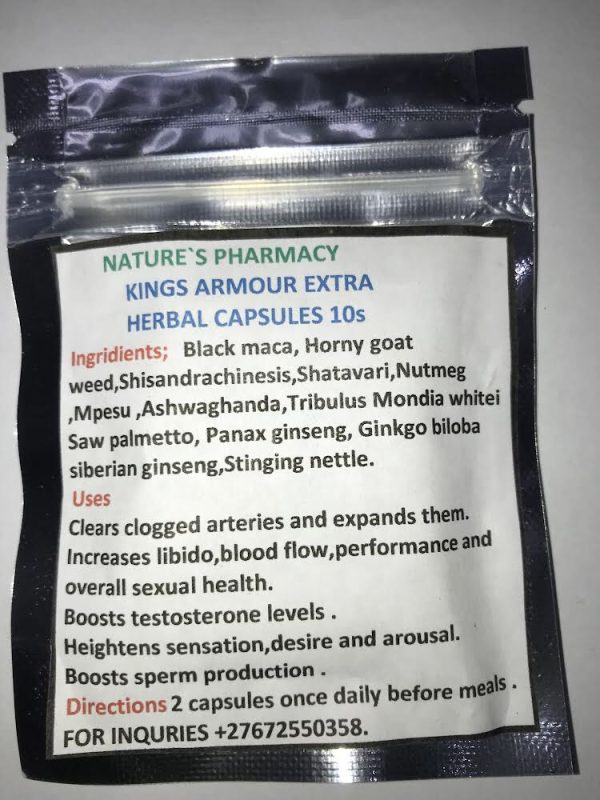 NATURE`S PHARMACY
KINGS ARMOUR EXTRA
HERBAL CAPSULES 10s
Ingridients; Black maca, Horny goat
weed,Shisandrachinesis,Shatavari,Nutmeg
,Mpesu ,Ashwaghanda,Tribulus Mondia whitei
Saw palmetto, Panax ginseng, Ginkgo biloba
siberian ginseng,Stinging nettle.
Uses
Clears clogged arteries and expands them.
Increases libido,blood flow,performance and
overall sexual health.
Boosts testosterone levels .
Heightens sensation,desire and arousal.
Boosts sperm production .
Directions 2 capsules once daily before meals .
FOR INQURIES +27672550358.